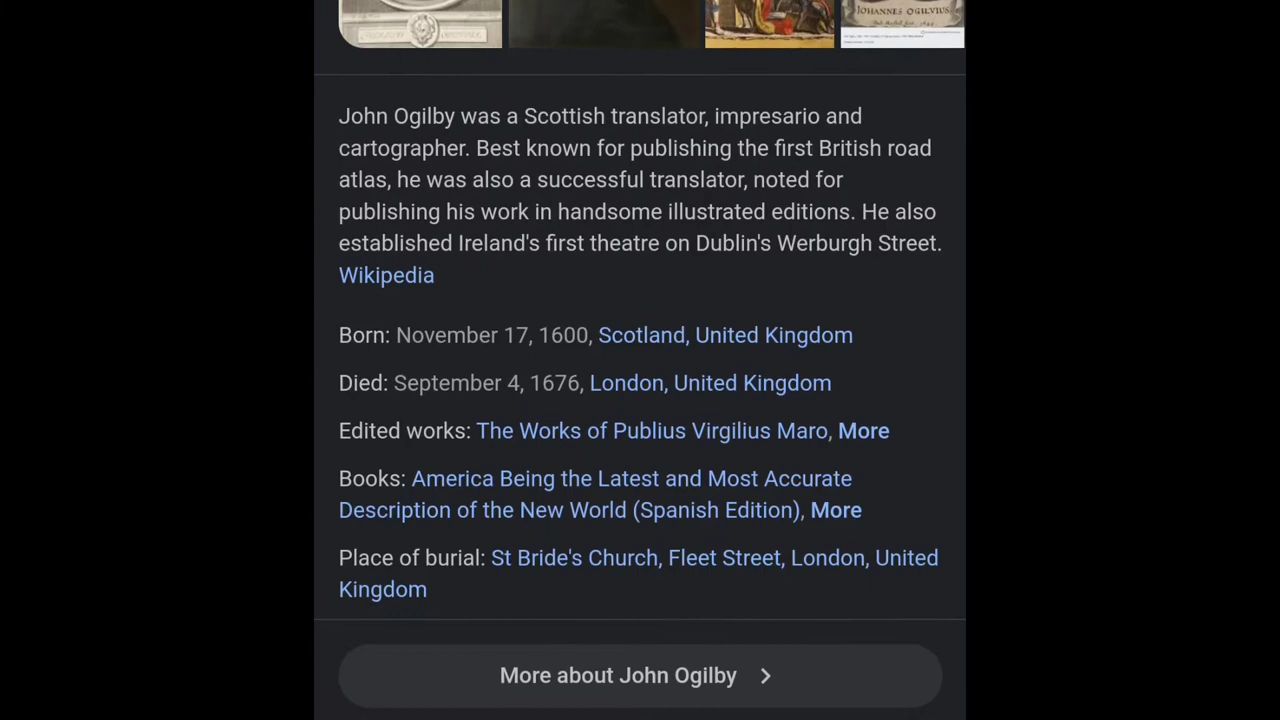 JOHANNES OGILVIUS
John Ogilby was a Scottish translator, impresario and
cartographer. Best known for publishing the first British road
atlas, he was also a successful translator, noted for
publishing his work in handsome illustrated editions. He also
established Ireland's first theatre on Dublin's Werburgh Street.
Wikipedia
Born: November 17, 1600, Scotland, United Kingdom
Died: September 4, 1676, London, United Kingdom
Edited works: The Works of Publius Virgilius Maro, More
Books: America Being the Latest and Most Accurate
Description of the New World (Spanish Edition), More
Place of burial: St Bride's Church, Fleet Street, London, United
Kingdom
More about John Ogilby